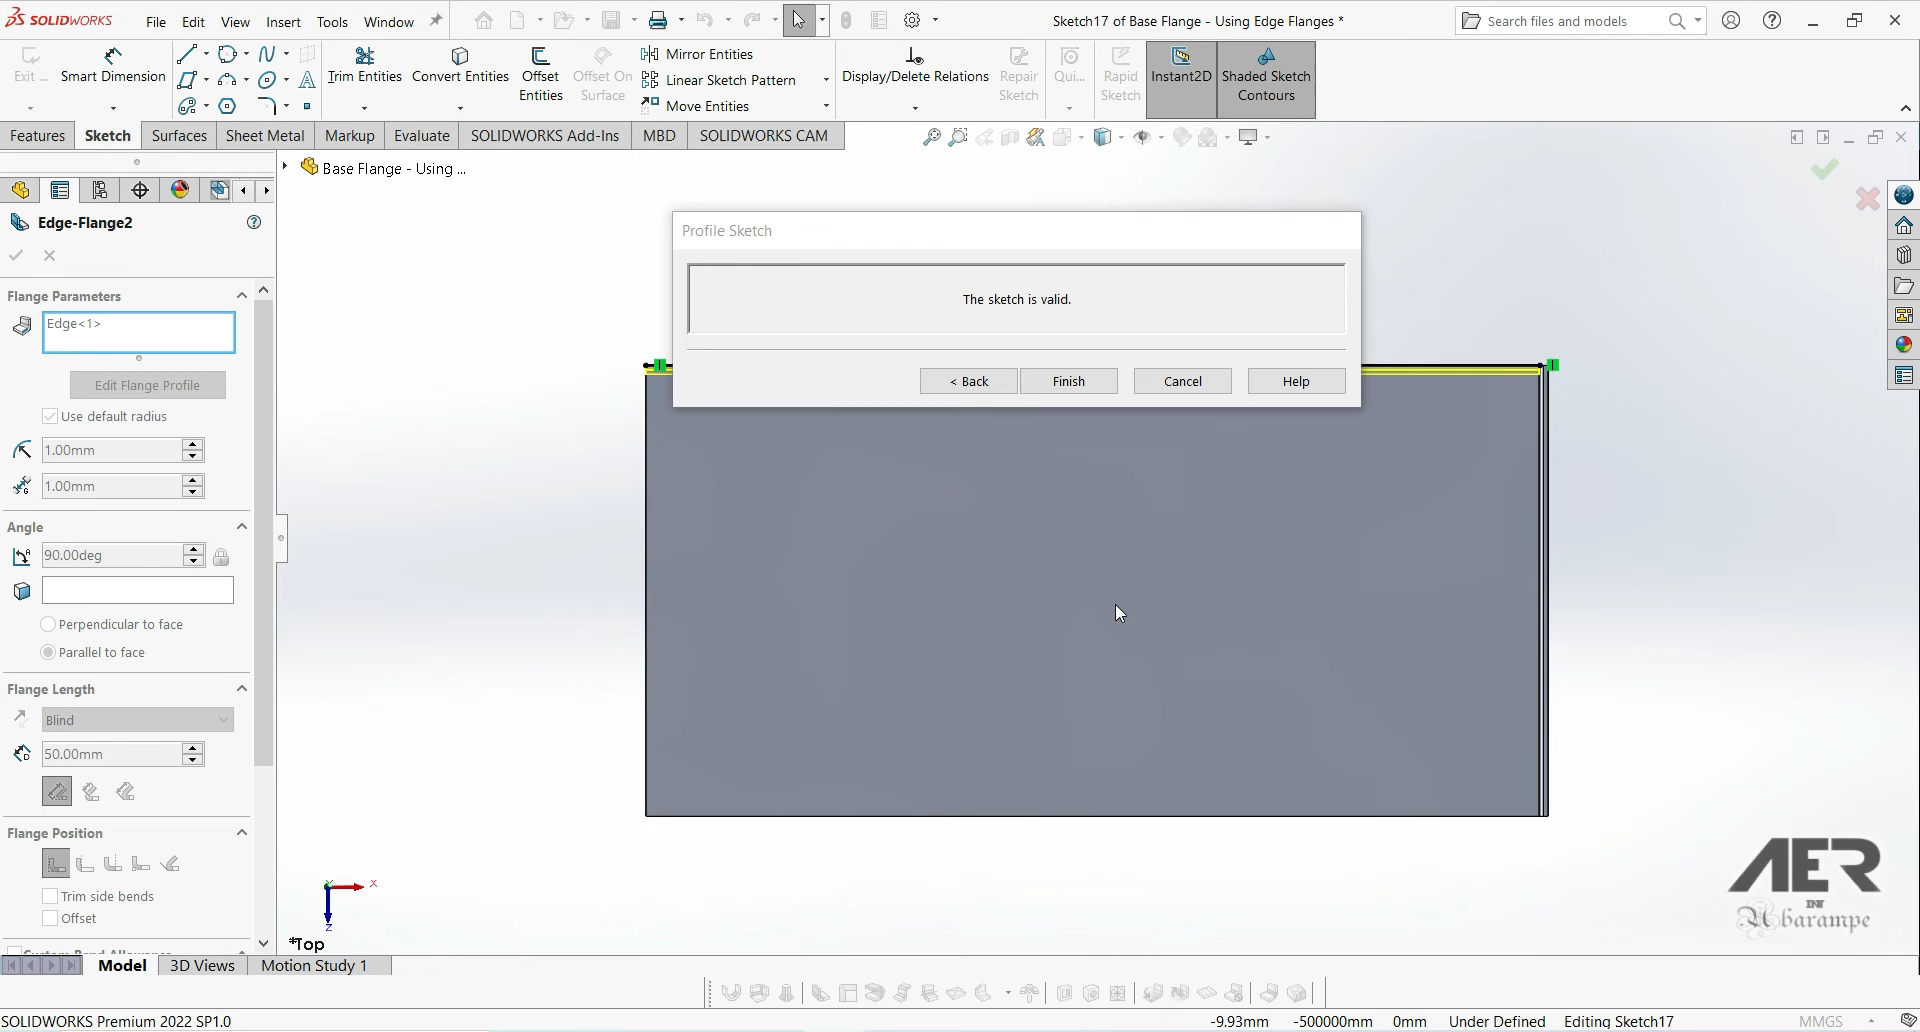 SOLIDWORKS File Edit View Insert Tools Window Sketch17 of Base Flange - Using Edge Flanges * Search files and models
Exit ... Smart Dimension Trim Entities Convert Entities Offset Entities Offset On Surface Mirror Entities Linear Sketch Pattern Move Entities Display/Delete Relations Repair Sketch Qui... Rapid Sketch Instant2D Shaded Sketch Contours
Features Sketch Surfaces Sheet Metal Markup Evaluate SOLIDWORKS Add-Ins MBD SOLIDWORKS CAM
Base Flange - Using ...
Edge-Flange2
Flange Parameters
Edge<1>
Edit Flange Profile
Use default radius
1.00mm
1.00mm
Angle
90.00deg
Perpendicular to face
Parallel to face
Flange Length
Blind
50.00mm
Flange Position
Trim side bends
Offset
Profile Sketch
The sketch is valid.
< Back Finish Cancel Help
X
Y
Z
*Top
AER
INT
Abarampe
Model 3D Views Motion Study 1
SOLIDWORKS Premium 2022 SP1.0 -9.93mm -500000mm 0mm Under Defined Editing Sketch17 MMGS